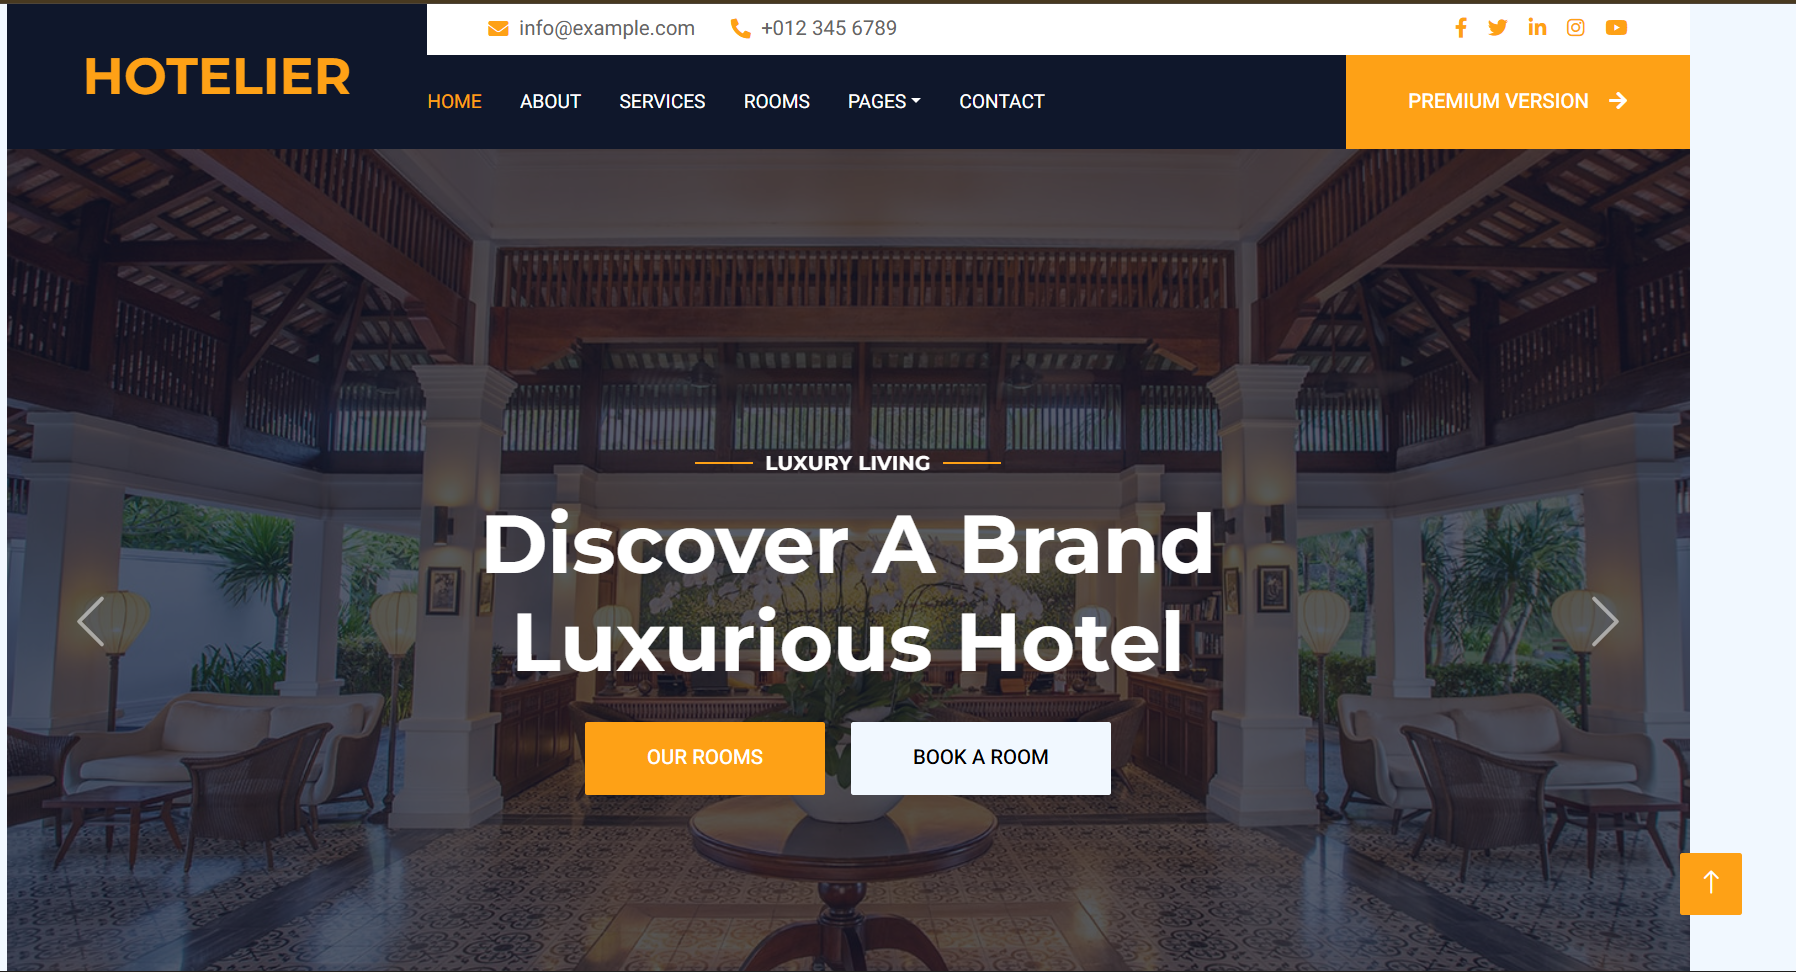 HOTELIER
info@example.com
+012 345 6789
HOME ABOUT SERVICES ROOMS PAGES CONTACT
PREMIUM VERSION
LUXURY LIVING
Discover A Brand
Luxurious Hotel
OUR ROOMS
BOOK A ROOM